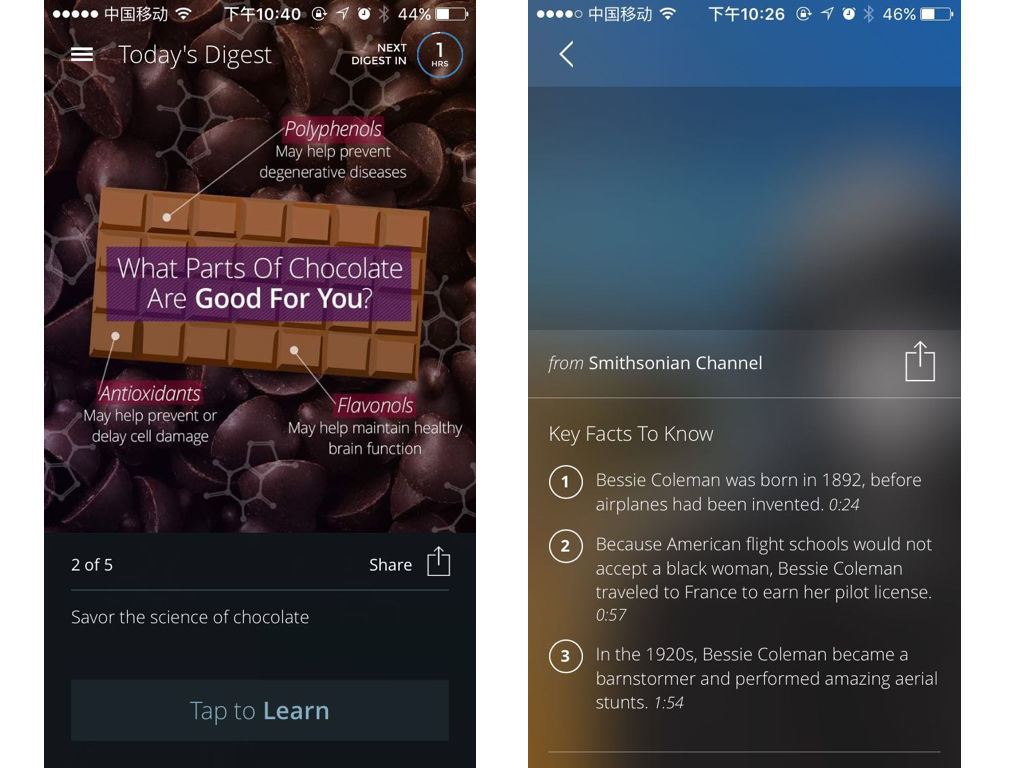 中国移动 下午10:40 44%
Today's Digest
NEXT
DIGEST IN
1
HRS
Polyphenols
May help prevent
degenerative diseases
What Parts Of Chocolate
Are Good For You?
Antioxidants
May help prevent or
delay cell damage
Flavonols
May help maintain healthy
brain function
2 of 5
Share
Savor the science of chocolate
Tap to Learn
中国移动 下午10:26 46%
from Smithsonian Channel
Key Facts To Know
1 Bessie Coleman was born in 1892, before
airplanes had been invented. 0:24
2 Because American flight schools would not
accept a black woman, Bessie Coleman
traveled to France to earn her pilot license.
0:57
3 In the 1920s, Bessie Coleman became a
barnstormer and performed amazing aerial
stunts. 1:54